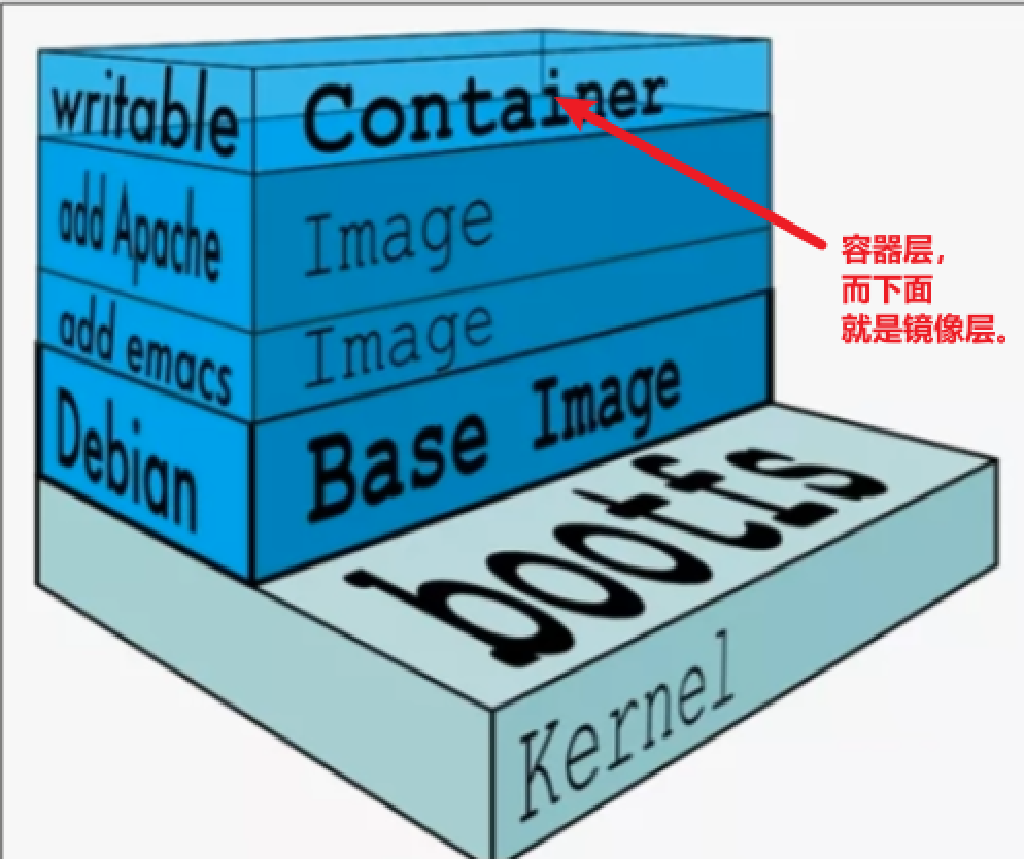 writable Container
add Apache Image
add emacs Image
Debian Base Image
bootfs
Kernel
容器层，
而下面
就是镜像层。